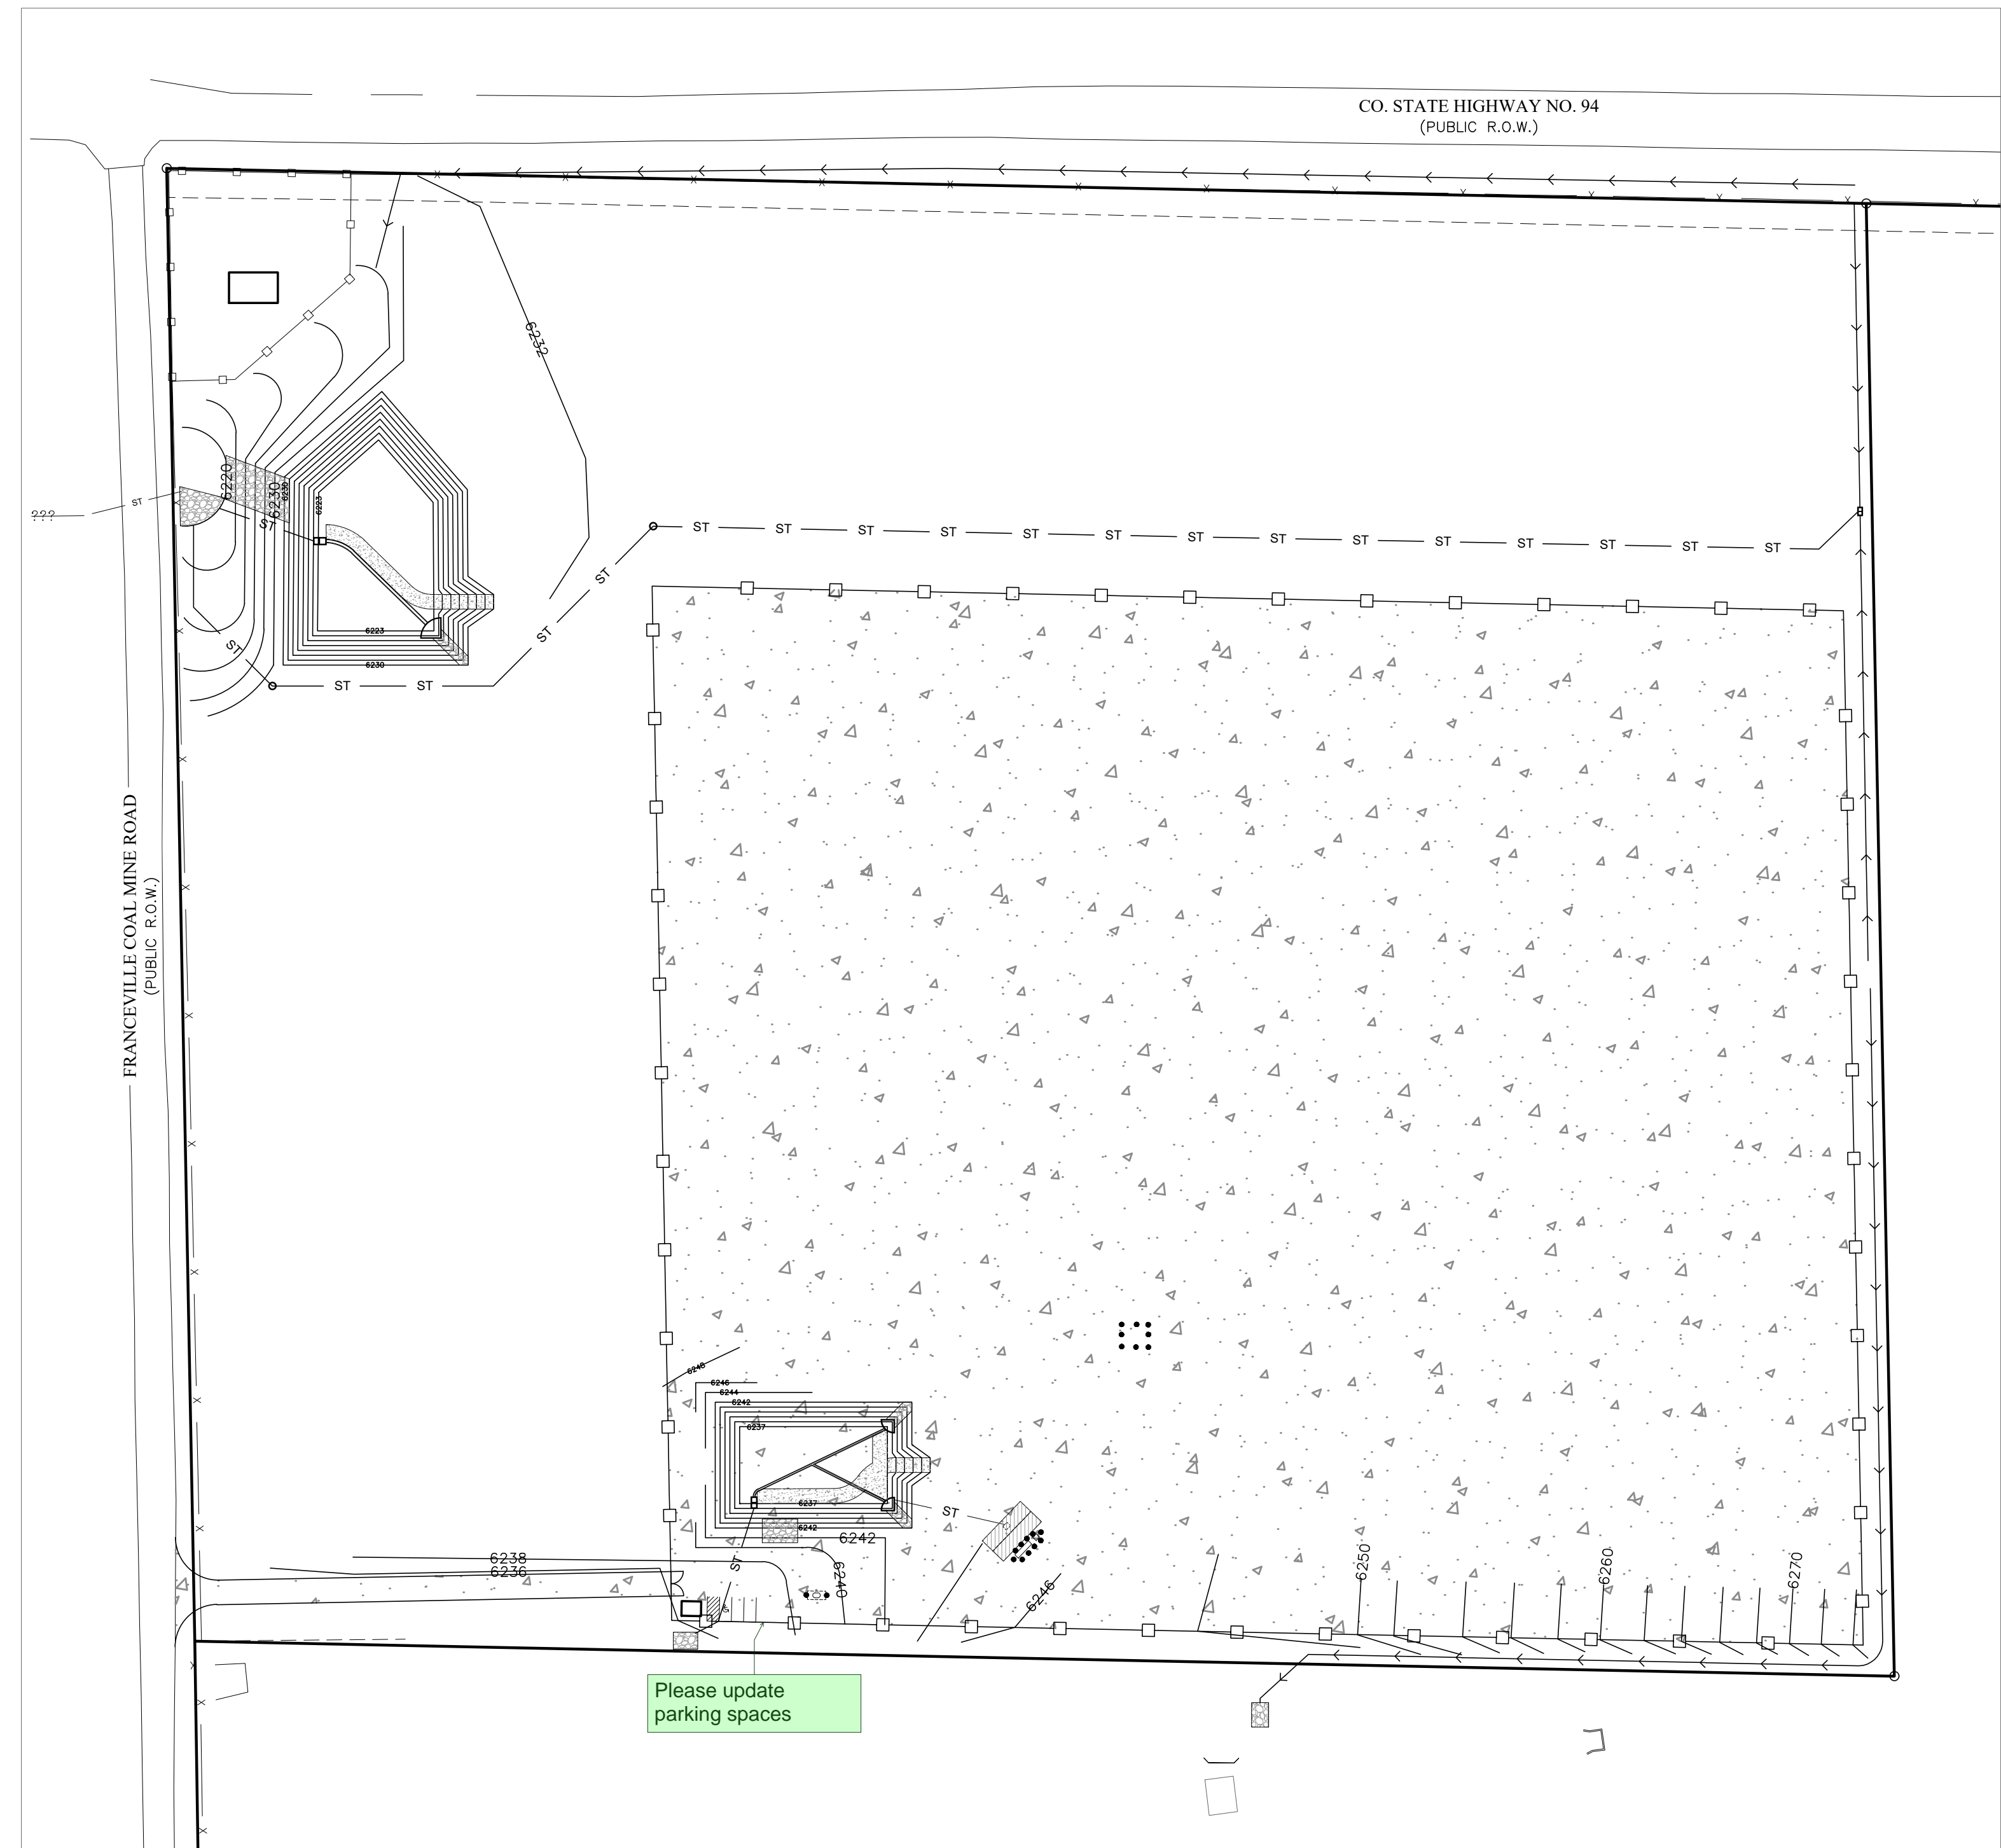 CO. STATE HIGHWAY NO. 94
(PUBLIC R.O.W.)
6232
6220
6230
6230
6223
ST
???
ST
ST ST ST ST ST ST ST ST ST ST ST ST ST ST
ST
ST
6223
ST
6230
ST ST
FRANCEVILLE COAL MINE ROAD
(PUBLIC R.O.W.)
6248
6246
6244
6242
6237
6237
ST
6242
6242
6238
6236
ST
6240
6246
6250
6260
6270
Please update
parking spaces